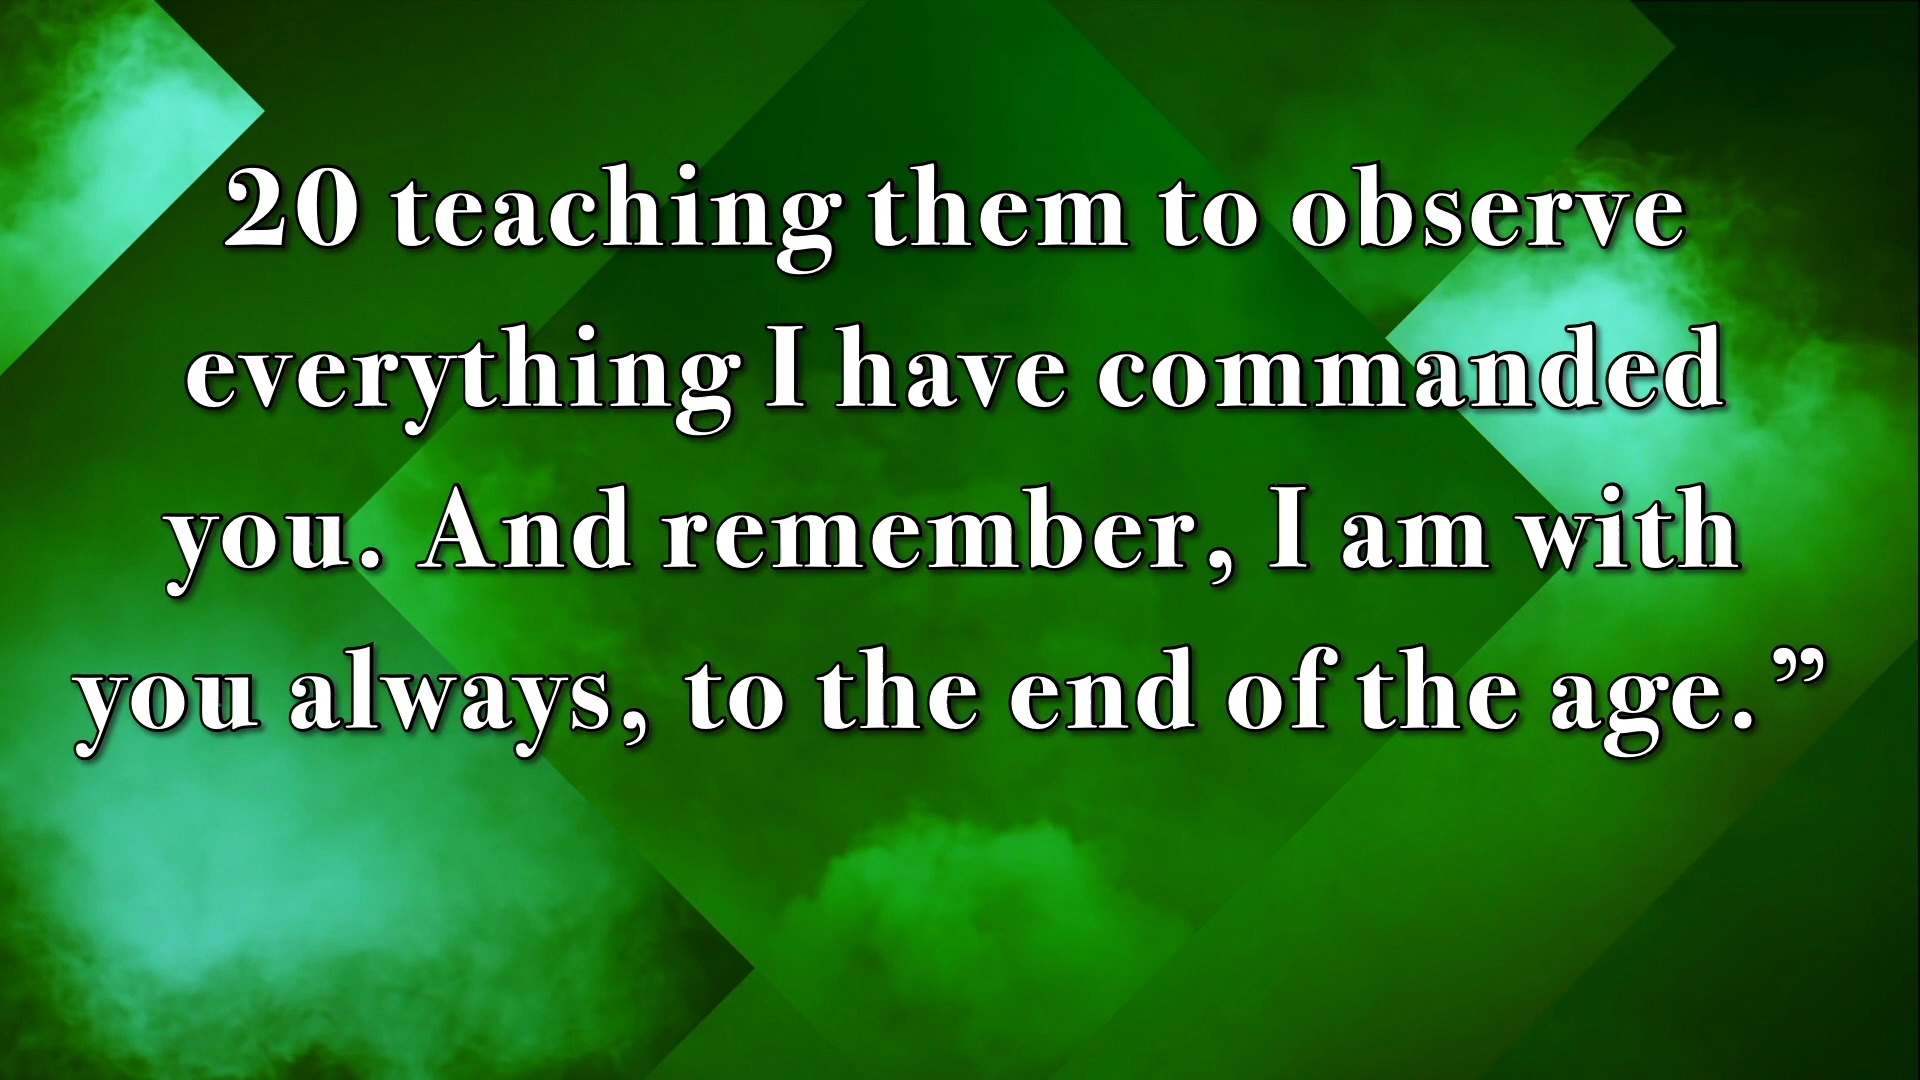 20 teaching them to observe
everything I have commanded
you. And remember, I am with
you always, to the end of the age.”